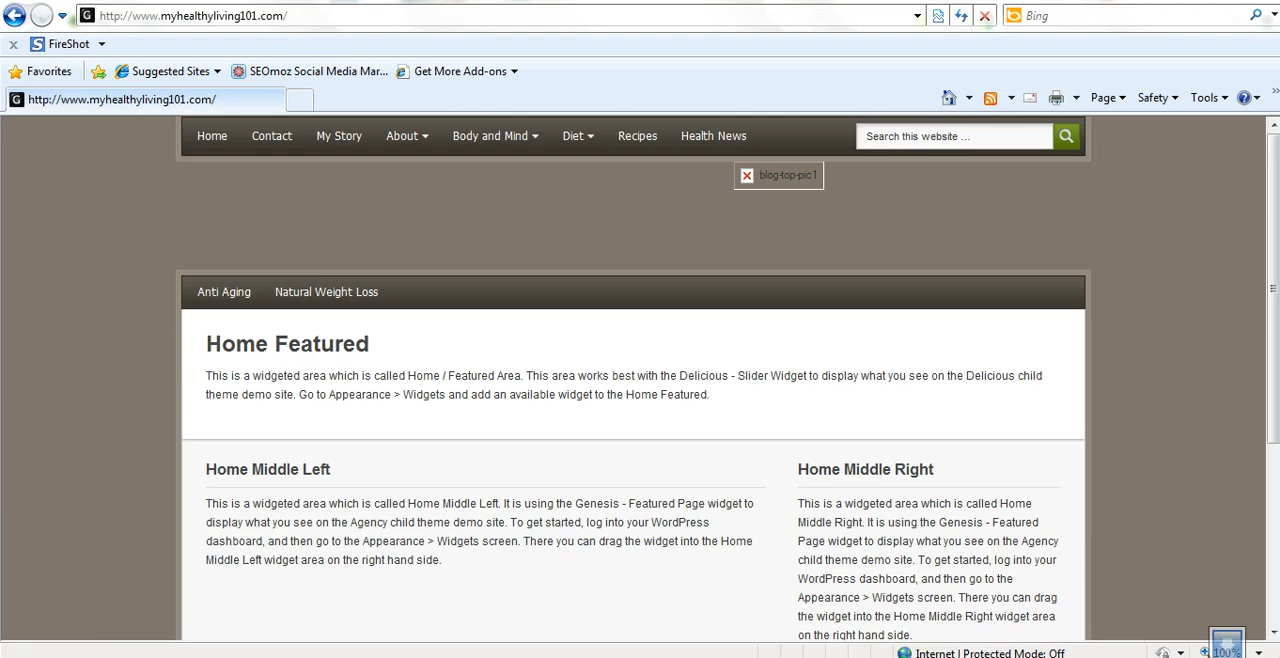 http://www.myhealthyliving101.com/
Bing
x FireShot
Favorites Suggested Sites SEOmoz Social Media Mar... Get More Add-ons
G http://www.myhealthyliving101.com/ Page Safety Tools
Home Contact My Story About Body and Mind Diet Recipes Health News Search this website ...
blog-top-pic1
Anti Aging Natural Weight Loss
Home Featured
This is a widgeted area which is called Home / Featured Area. This area works best with the Delicious - Slider Widget to display what you see on the Delicious child
theme demo site. Go to Appearance > Widgets and add an available widget to the Home Featured.
Home Middle Left
This is a widgeted area which is called Home Middle Left. It is using the Genesis - Featured Page widget to
display what you see on the Agency child theme demo site. To get started, log into your WordPress
dashboard, and then go to the Appearance > Widgets screen. There you can drag the widget into the Home
Middle Left widget area on the right hand side.
Home Middle Right
This is a widgeted area which is called Home
Middle Right. It is using the Genesis - Featured
Page widget to display what you see on the Agency
child theme demo site. To get started, log into your
WordPress dashboard, and then go to the
Appearance > Widgets screen. There you can drag
the widget into the Home Middle Right widget area
on the right hand side.
Internet | Protected Mode: Off 100%